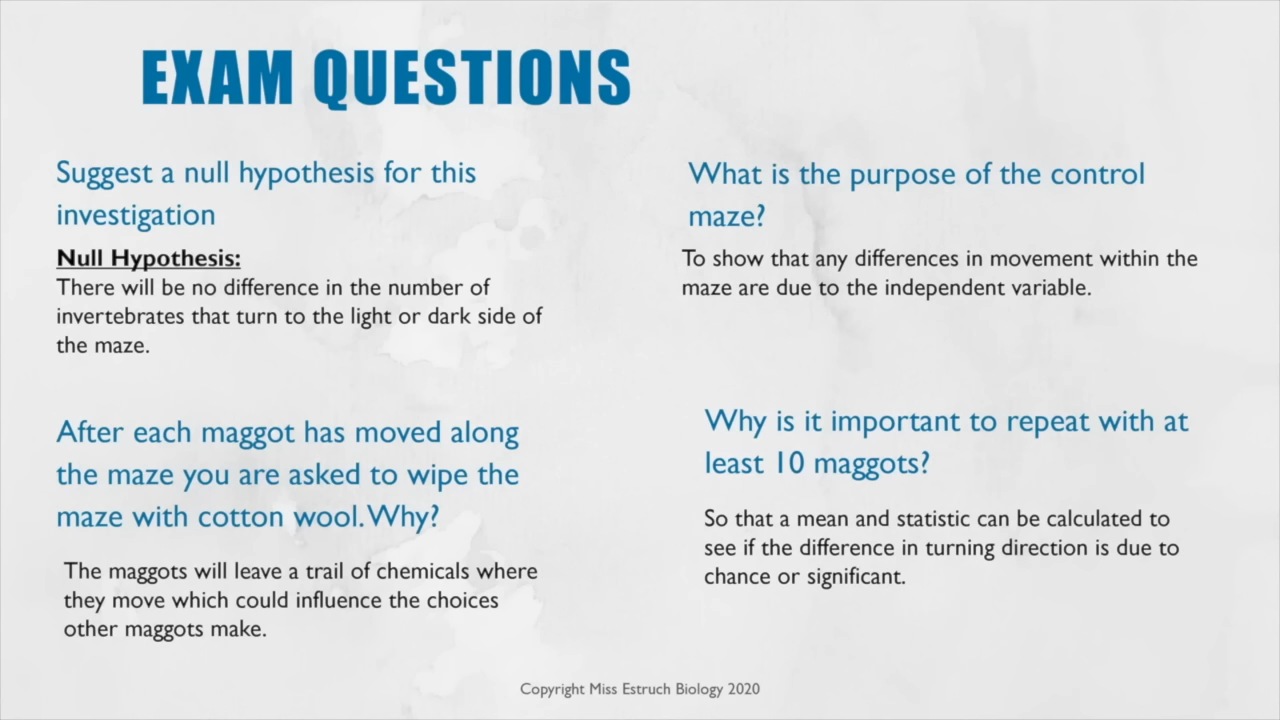 EXAM QUESTIONS
Suggest a null hypothesis for this
investigation
Null Hypothesis:
There will be no difference in the number of
invertebrates that turn to the light or dark side of
the maze.
What is the purpose of the control
maze?
To show that any differences in movement within the
maze are due to the independent variable.
After each maggot has moved along
the maze you are asked to wipe the
maze with cotton wool. Why?
The maggots will leave a trail of chemicals where
they move which could influence the choices
other maggots make.
Why is it important to repeat with at
least 10 maggots?
So that a mean and statistic can be calculated to
see if the difference in turning direction is due to
chance or significant.
Copyright Miss Estruch Biology 2020